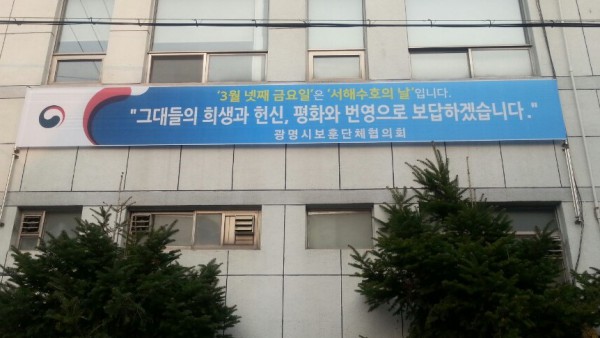 '3월 넷째 금요일'은 '서해수호의 날'입니다.
"그대들의 희생과 헌신, 평화와 번영으로 보답하겠습니다."
광명시보훈단체협의회